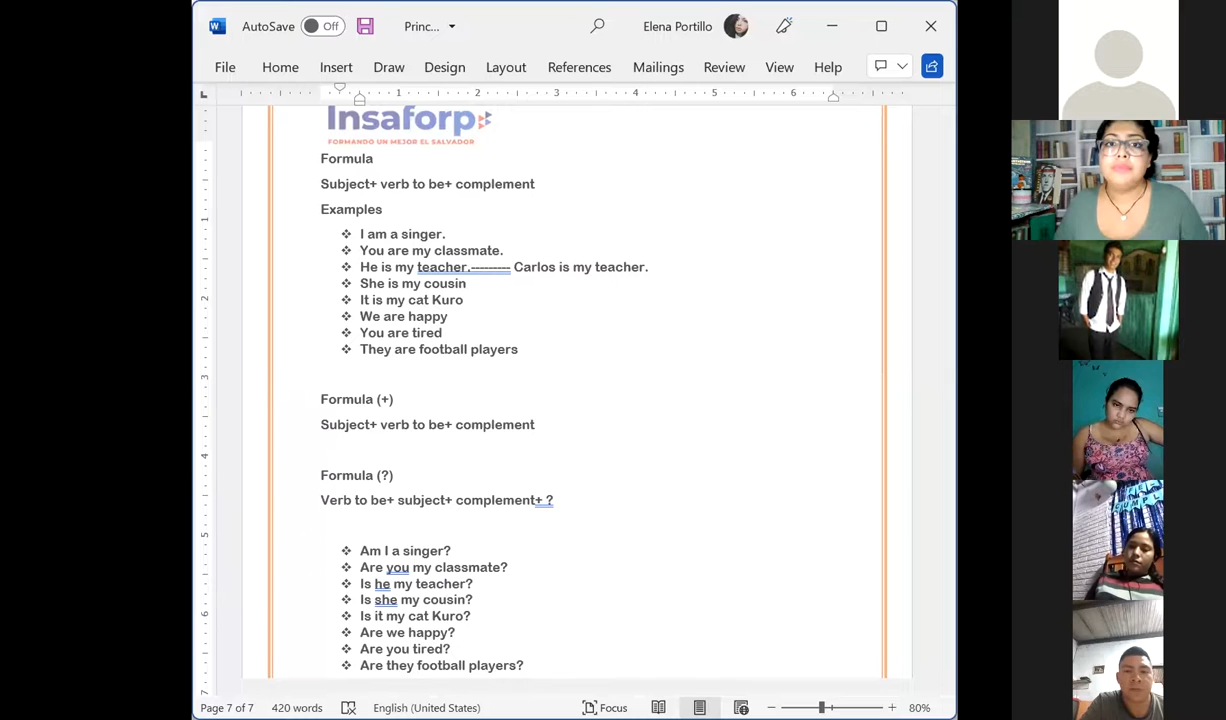 AutoSave Off Princ... Elena Portillo
File Home Insert Draw Design Layout References Mailings Review View Help
1 2 3 4 5 6
Insaforp
FORMANDO UN MEJOR EL SALVADOR
Formula
Subject+ verb to be+ complement
Examples
❖ I am a singer.
❖ You are my classmate.
❖ He is my teacher.--------- Carlos is my teacher.
❖ She is my cousin
❖ It is my cat Kuro
❖ We are happy
❖ You are tired
❖ They are football players
Formula (+)
Subject+ verb to be+ complement
Formula (?)
Verb to be+ subject+ complement+ ?
❖ Am I a singer?
❖ Are you my classmate?
❖ Is he my teacher?
❖ Is she my cousin?
❖ Is it my cat Kuro?
❖ Are we happy?
❖ Are you tired?
❖ Are they football players?
Page 7 of 7 420 words English (United States) Focus 80%